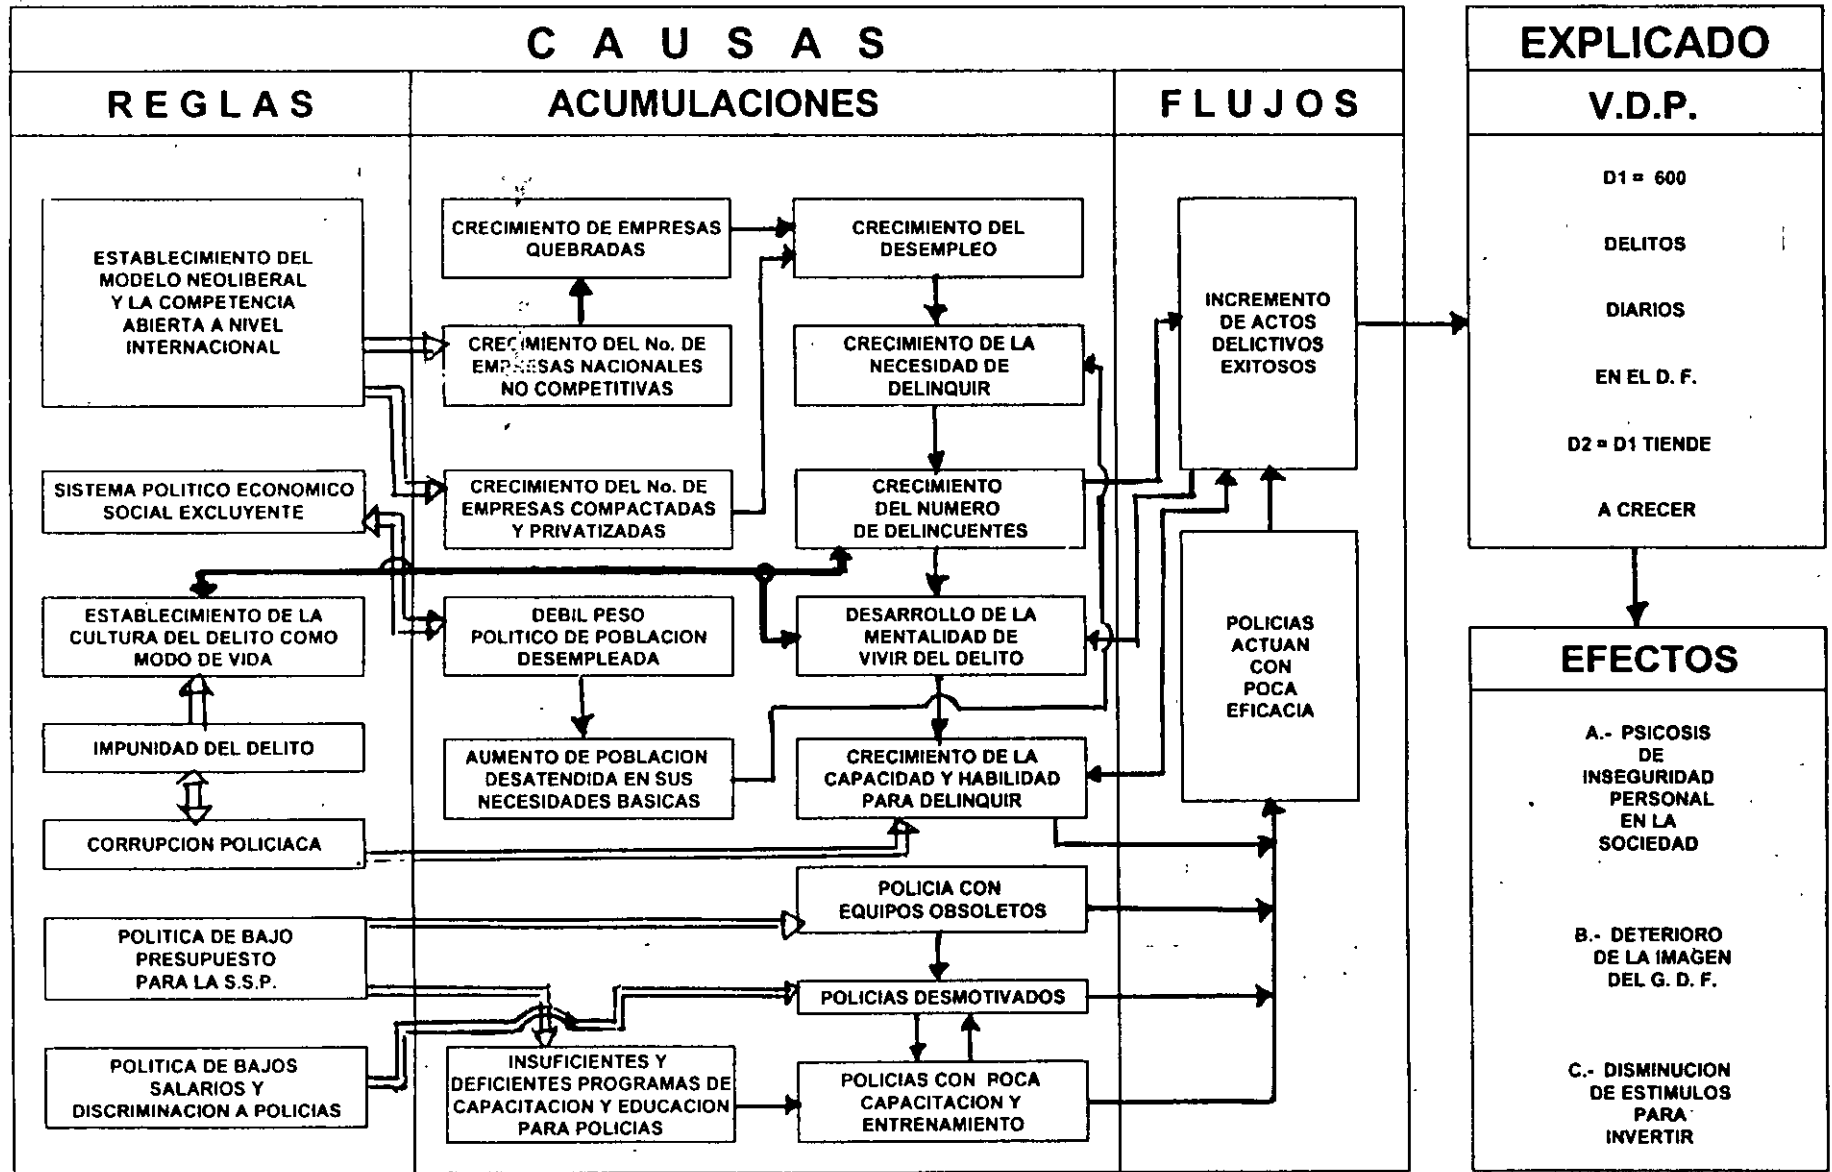 C A U S A S
R E G L A S
ACUMULACIONES
F L U J O S
ESTABLECIMIENTO DEL
MODELO NEOLIBERAL
Y LA COMPETENCIA
ABIERTA A NIVEL
INTERNACIONAL
SISTEMA POLITICO ECONOMICO
SOCIAL EXCLUYENTE
ESTABLECIMIENTO DE LA
CULTURA DEL DELITO COMO
MODO DE VIDA
IMPUNIDAD DEL DELITO
CORRUPCION POLICIACA
POLITICA DE BAJO
PRESUPUESTO
PARA LA S.S.P.
POLITICA DE BAJOS
SALARIOS Y
DISCRIMINACION A POLICIAS
CRECIMIENTO DE EMPRESAS
QUEBRADAS
CRECIMIENTO DEL No. DE
EMPRESAS NACIONALES
NO COMPETITIVAS
CRECIMIENTO DEL No. DE
EMPRESAS COMPACTADAS
Y PRIVATIZADAS
DEBIL PESO
POLITICO DE POBLACION
DESEMPLEADA
AUMENTO DE POBLACION
DESATENDIDA EN SUS
NECESIDADES BASICAS
INSUFICIENTES Y
DEFICIENTES PROGRAMAS DE
CAPACITACION Y EDUCACION
PARA POLICIAS
CRECIMIENTO DEL
DESEMPLEO
CRECIMIENTO DE LA
NECESIDAD DE
DELINQUIR
CRECIMIENTO
DEL NUMERO
DE DELINCUENTES
DESARROLLO DE LA
MENTALIDAD DE
VIVIR DEL DELITO
CRECIMIENTO DE LA
CAPACIDAD Y HABILIDAD
PARA DELINQUIR
POLICIA CON
EQUIPOS OBSOLETOS
POLICIAS DESMOTIVADOS
POLICIAS CON POCA
CAPACITACION Y
ENTRENAMIENTO
INCREMENTO
DE ACTOS
DELICTIVOS
EXITOSOS
POLICIAS
ACTUAN
CON
POCA
EFICACIA
EXPLICADO
V.D.P.
D1 = 600
DELITOS
DIARIOS
EN EL D. F.
D2 = D1 TIENDE
A CRECER
EFECTOS
A.- PSICOSIS
DE
INSEGURIDAD
PERSONAL
EN LA
SOCIEDAD
B.- DETERIORO
DE LA IMAGEN
DEL G. D. F.
C.- DISMINUCION
DE ESTIMULOS
PARA
INVERTIR